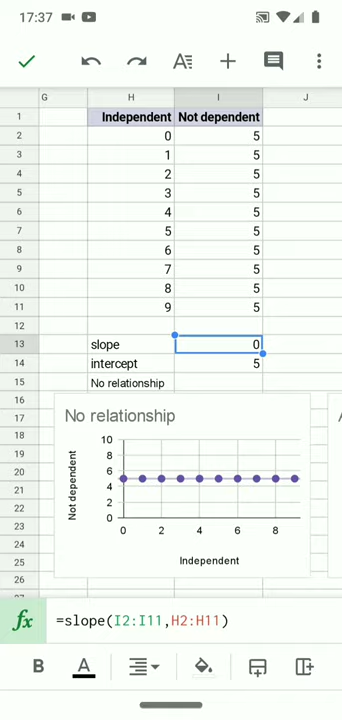 17:37
G H I J
1 Independent Not dependent
2 0 5
3 1 5
4 2 5
5 3 5
6 4 5
7 5 5
8 6 5
9 7 5
10 8 5
11 9 5
12
13 slope 0
14 intercept 5
15 No relationship
16
17
18
19
20
21
22
23
24
25
26
No relationship
Not dependent
10
8
6
4
2
0
0 2 4 6 8
Independent
fx =slope(I2:I11,H2:H11)
B A